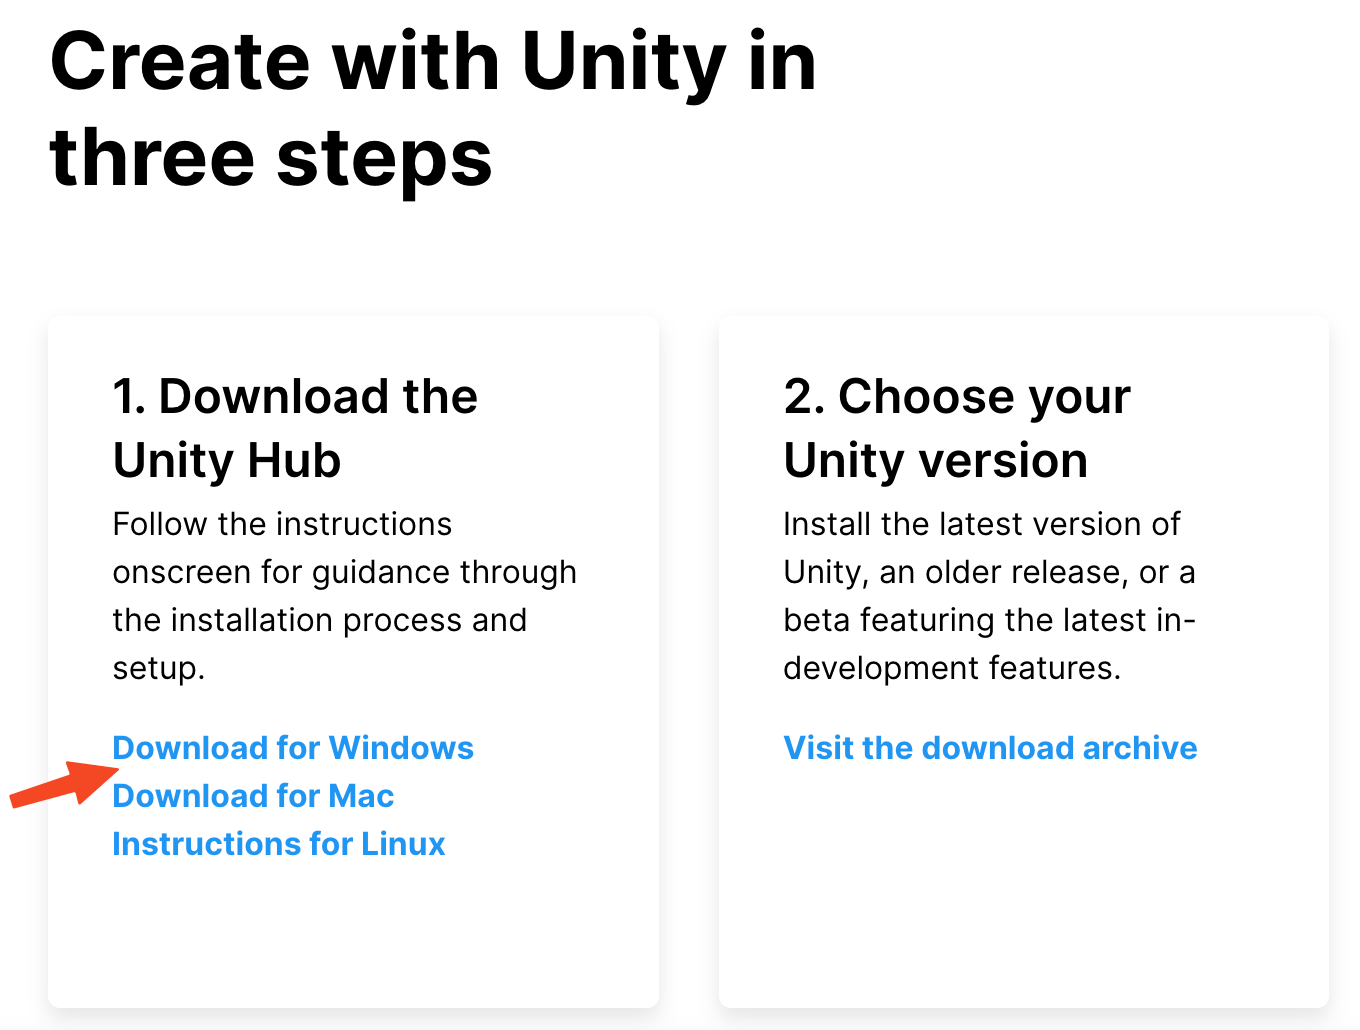 Create with Unity in
three steps
1. Download the
Unity Hub
Follow the instructions
onscreen for guidance through
the installation process and
setup.
Download for Windows
Download for Mac
Instructions for Linux
2. Choose your
Unity version
Install the latest version of
Unity, an older release, or a
beta featuring the latest in-
development features.
Visit the download archive